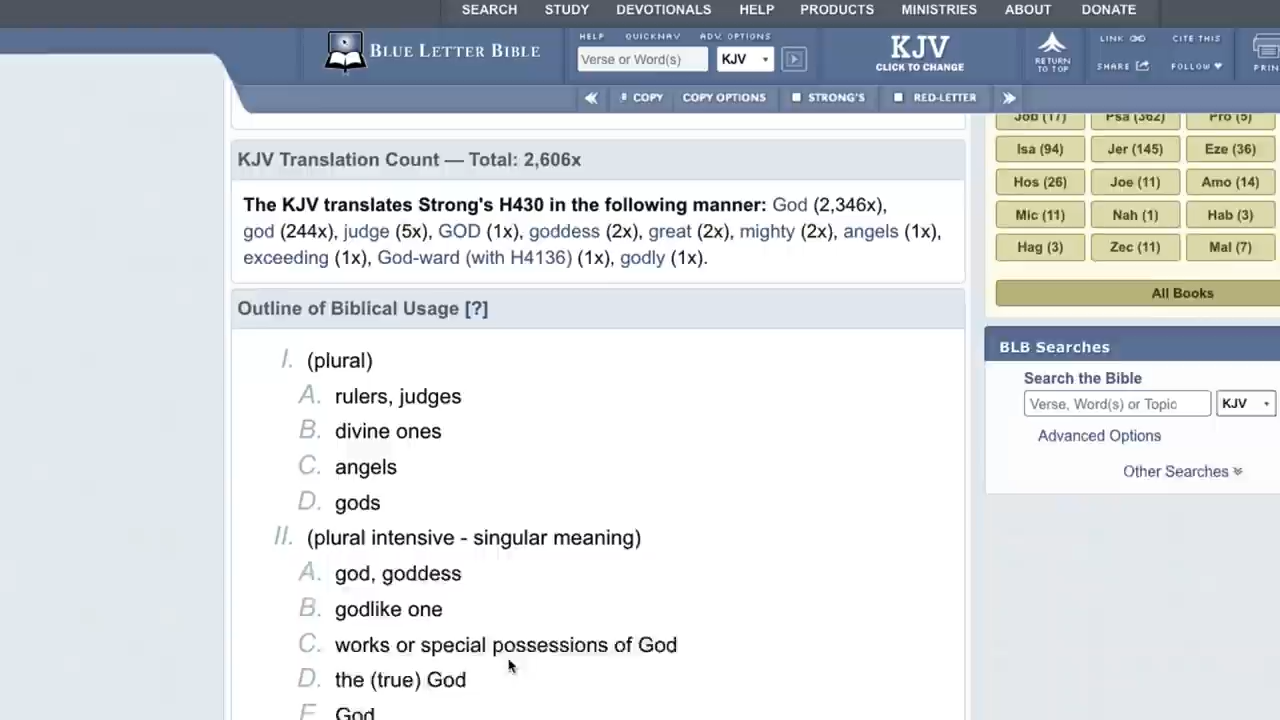 SEARCH STUDY DEVOTIONALS HELP PRODUCTS MINISTRIES ABOUT DONATE
BLUE LETTER BIBLE
HELP QUICKNAV ADV. OPTIONS
Verse or Word(s) KJV
KJV
CLICK TO CHANGE
RETURN
TO TOP
LINK CITE THIS
SHARE FOLLOW
PRIN
COPY COPY OPTIONS STRONG'S RED-LETTER
KJV Translation Count — Total: 2,606x
The KJV translates Strong's H430 in the following manner: God (2,346x),
god (244x), judge (5x), GOD (1x), goddess (2x), great (2x), mighty (2x), angels (1x),
exceeding (1x), God-ward (with H4136) (1x), godly (1x).
Outline of Biblical Usage [?]
I. (plural)
A. rulers, judges
B. divine ones
C. angels
D. gods
II. (plural intensive - singular meaning)
A. god, goddess
B. godlike one
C. works or special possessions of God
D. the (true) God
E. God
Job (17) Psa (362) Pro (5)
Isa (94) Jer (145) Eze (36)
Hos (26) Joe (11) Amo (14)
Mic (11) Nah (1) Hab (3)
Hag (3) Zec (11) Mal (7)
All Books
BLB Searches
Search the Bible
Verse, Word(s) or Topic KJV
Advanced Options
Other Searches